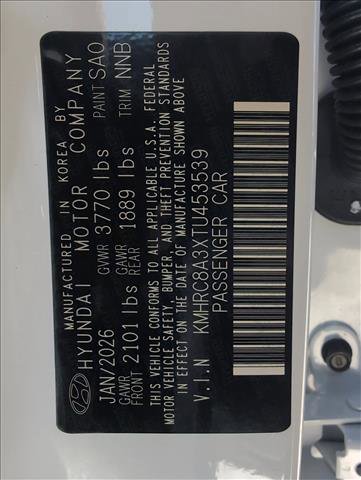 MANUFACTURED IN KOREA BY
HYUNDAI MOTOR COMPANY
JAN/2026 GVWR 3770 lbs PAINT SAO
GAWR FRONT 2101 lbs GAWR REAR 1889 lbs TRIM NNB
THIS VEHICLE CONFORMS TO ALL APPLICABLE U.S.A. FEDERAL
MOTOR VEHICLE SAFETY, BUMPER, AND THEFT PREVENTION STANDARDS
IN EFFECT ON THE DATE OF MANUFACTURE SHOWN ABOVE
V.I.N KMHRC8A3XTU453539
PASSENGER CAR